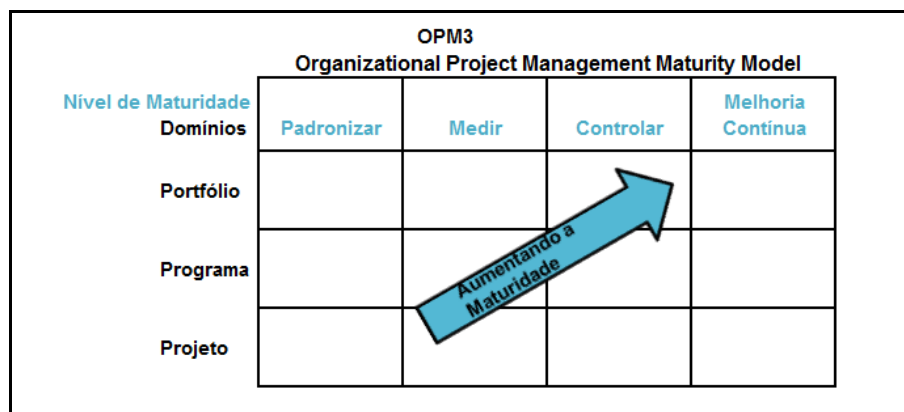 OPM3
Organizational Project Management Maturity Model
Nível de Maturidade
Domínios
Padronizar
Medir
Controlar
Melhoria
Contínua
Portfólio
Programa
Projeto
Aumentando a
Maturidade